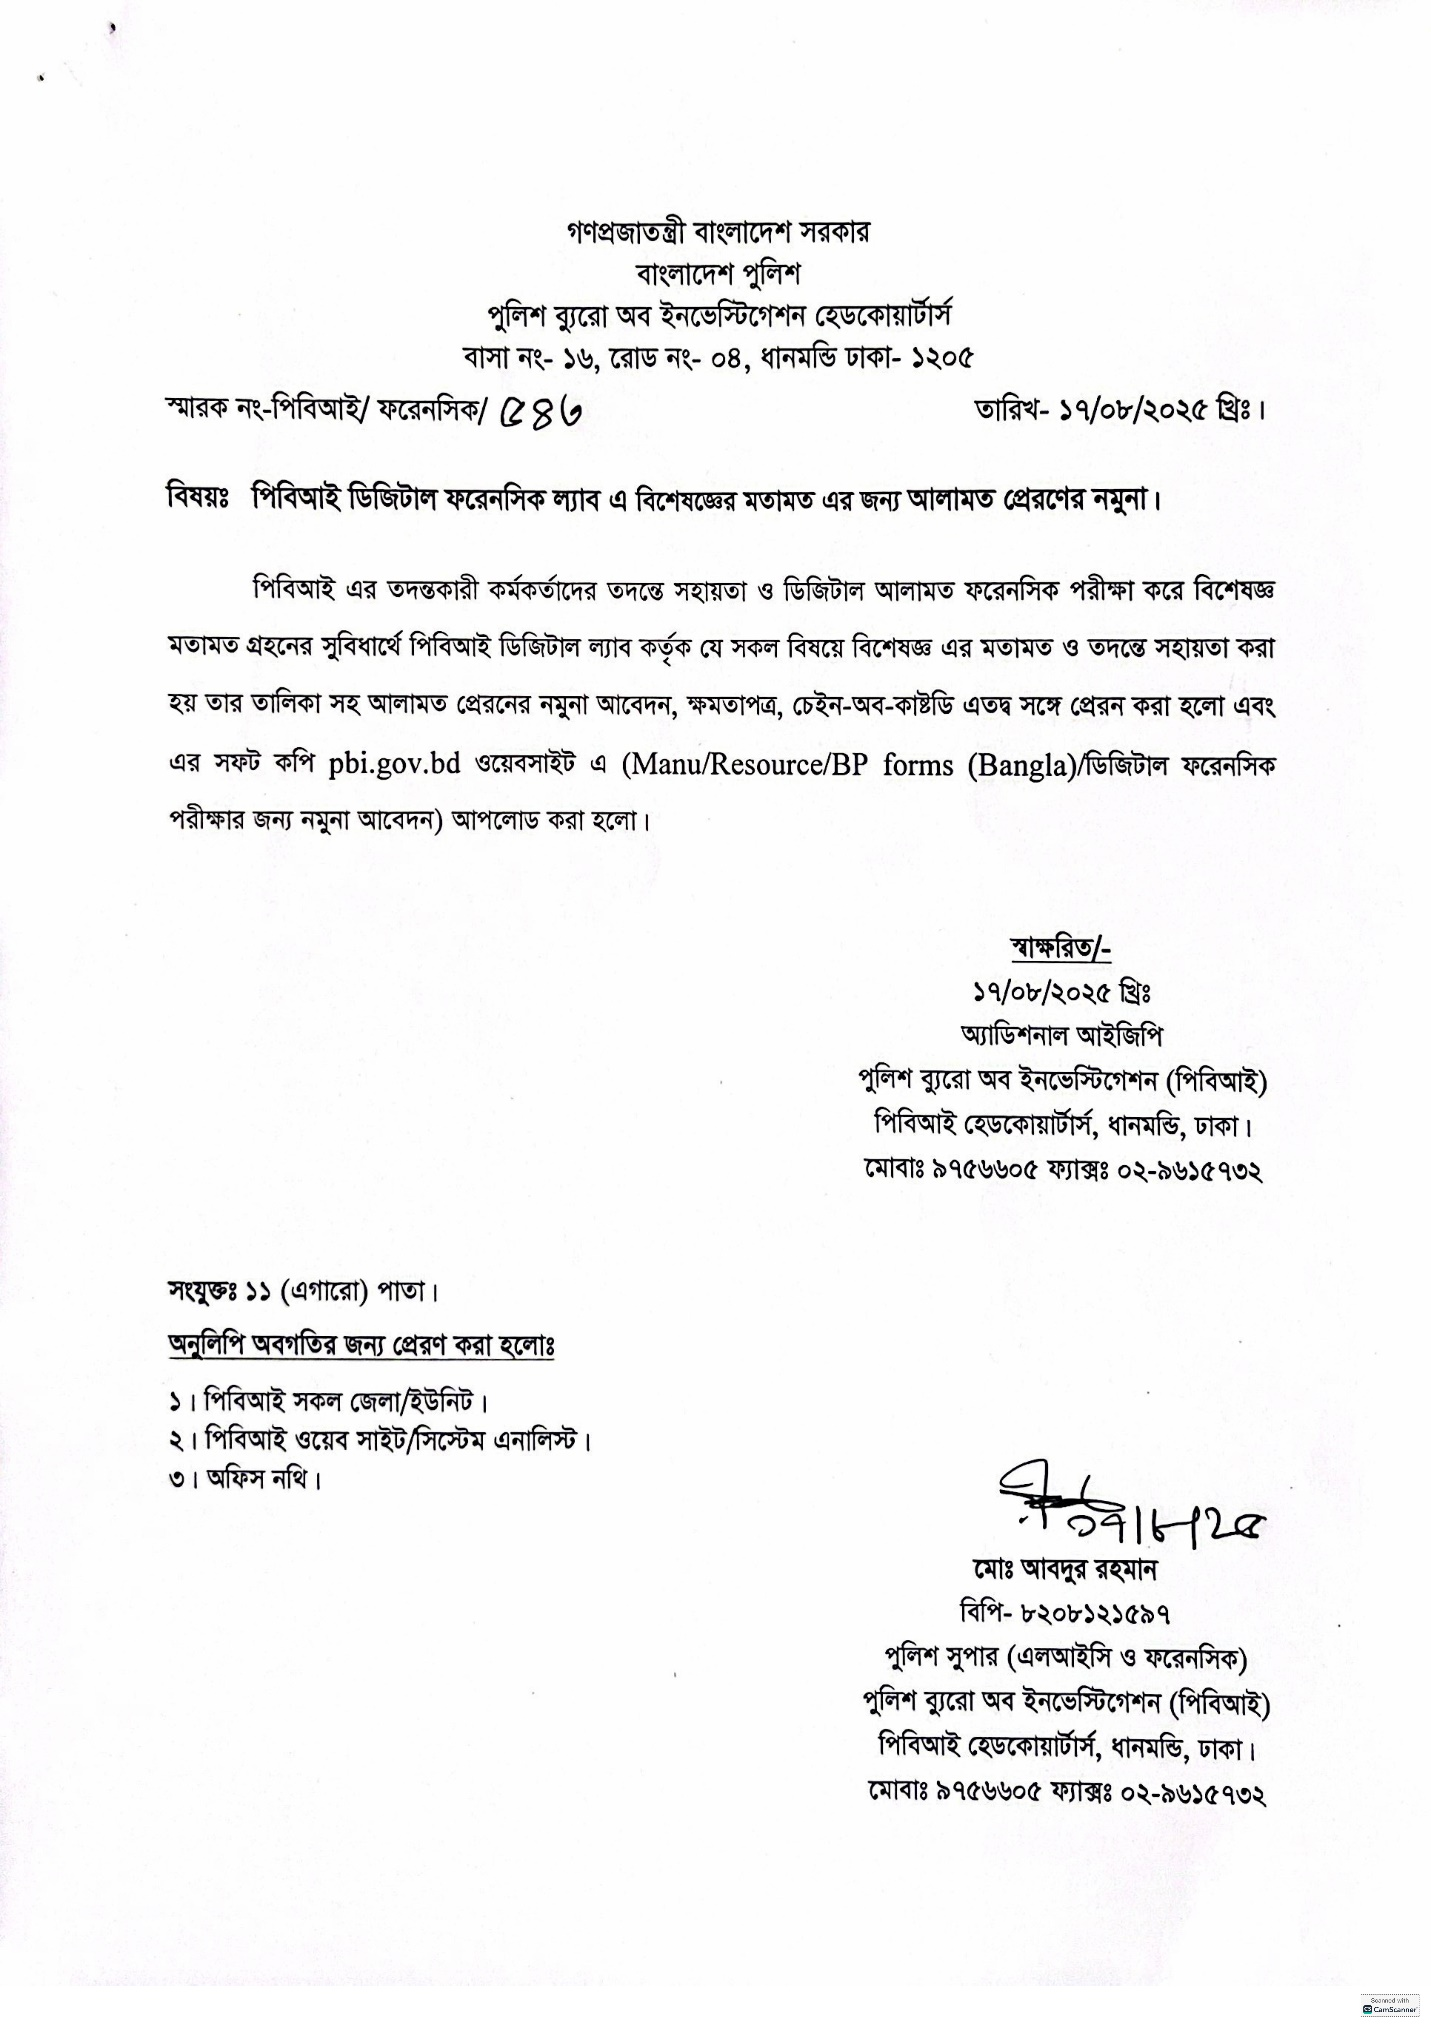 গণপ্রজাতন্ত্রী বাংলাদেশ সরকার
বাংলাদেশ পুলিশ
পুলিশ ব্যুরো অব ইনভেস্টিগেশন হেডকোয়ার্টার্স
বাসা নং- ১৬, রোড নং- ০৪, ধানমন্ডি ঢাকা- ১২০৫
স্মারক নং-পিবিআই/ ফরেনসিক/ ৫৪৬ তারিখ- ১৭/০৮/২০২৫ খ্রিঃ।
বিষয়ঃ পিবিআই ডিজিটাল ফরেনসিক ল্যাব এ বিশেষজ্ঞের মতামত এর জন্য আলামত প্রেরণের নমুনা।
পিবিআই এর তদন্তকারী কর্মকর্তাদের তদন্তে সহায়তা ও ডিজিটাল আলামত ফরেনসিক পরীক্ষা করে বিশেষজ্ঞ
মতামত গ্রহনের সুবিধার্থে পিবিআই ডিজিটাল ল্যাব কর্তৃক যে সকল বিষয়ে বিশেষজ্ঞ এর মতামত ও তদন্তে সহায়তা করা
হয় তার তালিকা সহ আলামত প্রেরনের নমুনা আবেদন, ক্ষমতাপত্র, চেইন-অব-কাষ্টডি এতদ্ব সঙ্গে প্রেরন করা হলো এবং
এর সফট কপি pbi.gov.bd ওয়েবসাইট এ (Manu/Resource/BP forms (Bangla)/ডিজিটাল ফরেনসিক
পরীক্ষার জন্য নমুনা আবেদন) আপলোড করা হলো।
স্বাক্ষরিত/-
১৭/০৮/২০২৫ খ্রিঃ
অ্যাডিশনাল আইজিপি
পুলিশ ব্যুরো অব ইনভেস্টিগেশন (পিবিআই)
পিবিআই হেডকোয়ার্টার্স, ধানমন্ডি, ঢাকা।
মোবাঃ ৯৭৫৬৬০৫ ফ্যাক্সঃ ০২-৯৬১৫৭৩২
সংযুক্তঃ ১১ (এগারো) পাতা।
অনুলিপি অবগতির জন্য প্রেরণ করা হলোঃ
১। পিবিআই সকল জেলা/ইউনিট।
২। পিবিআই ওয়েব সাইট/সিস্টেম এনালিস্ট।
৩। অফিস নথি।
১৭/৮/২৫
মোঃ আবদুর রহমান
বিপি- ৮২০৮১২১৫৯৭
পুলিশ সুপার (এলআইসি ও ফরেনসিক)
পুলিশ ব্যুরো অব ইনভেস্টিগেশন (পিবিআই)
পিবিআই হেডকোয়ার্টার্স, ধানমন্ডি, ঢাকা।
মোবাঃ ৯৭৫৬৬০৫ ফ্যাক্সঃ ০২-৯৬১৫৭৩২
Scanned with
CS CamScanner